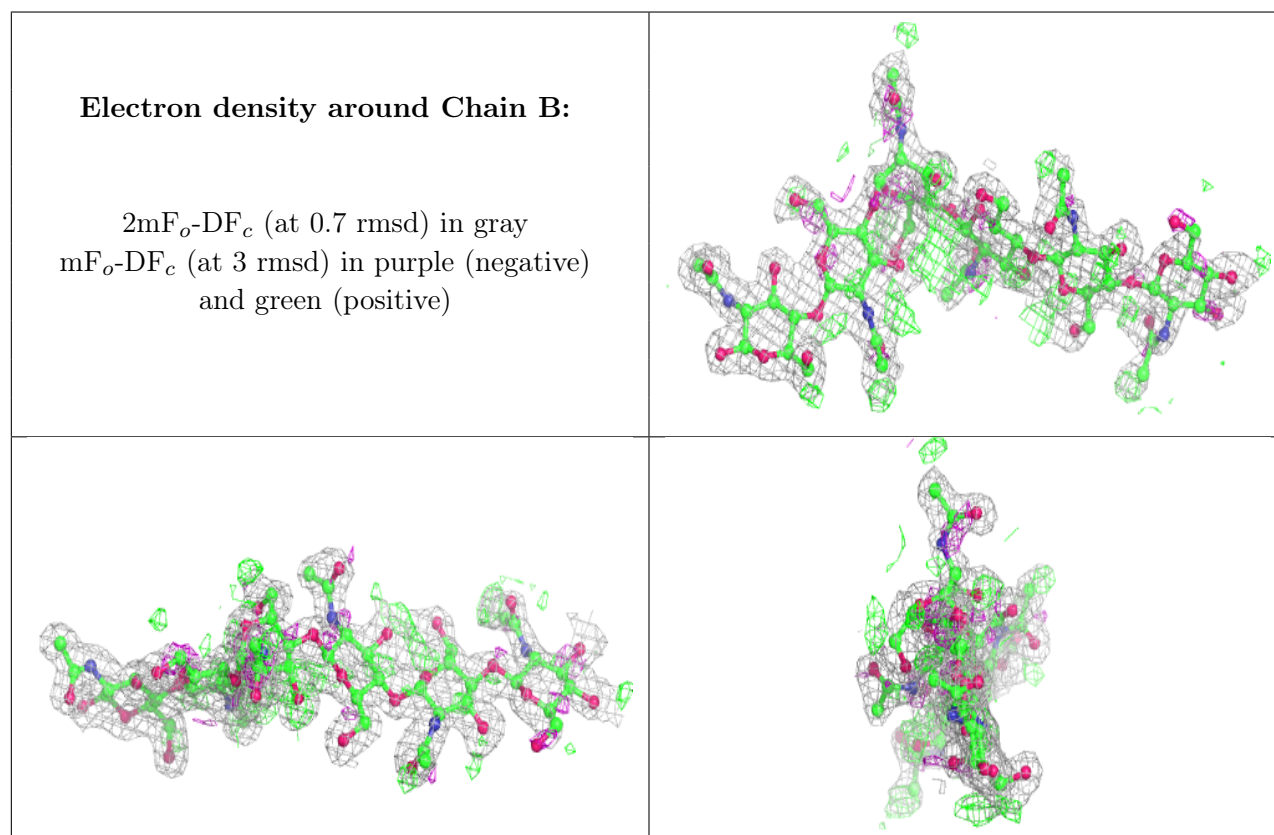 Electron density around Chain B:
2mFo-DFc (at 0.7 rmsd) in gray
mFo-DFc (at 3 rmsd) in purple (negative)
and green (positive)